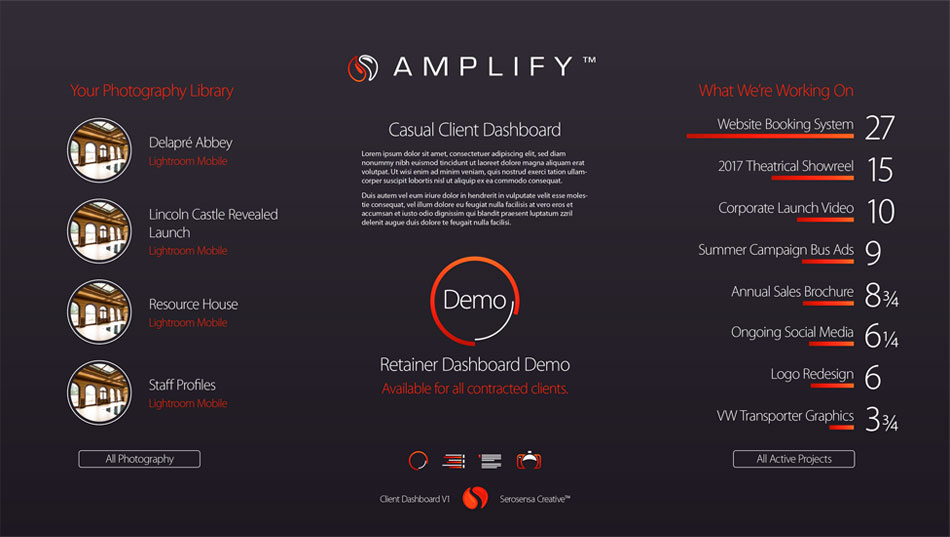 AMPLIFY™
Your Photography Library
Delapré Abbey
Lightroom Mobile
Lincoln Castle Revealed
Launch
Lightroom Mobile
Resource House
Lightroom Mobile
Staff Profiles
Lightroom Mobile
All Photography
Casual Client Dashboard
Lorem ipsum dolor sit amet, consectetuer adipiscing elit, sed diam
nonummy nibh euismod tincidunt ut laoreet dolore magna aliquam erat
volutpat. Ut wisi enim ad minim veniam, quis nostrud exerci tation ullam-
corper suscipit lobortis nisl ut aliquip ex ea commodo consequat.
Duis autem vel eum iriure dolor in hendrerit in vulputate velit esse moles-
tie consequat, vel illum dolore eu feugiat nulla facilisis at vero eros et
accumsan et iusto odio dignissim qui blandit praesent luptatum zzril
delenit augue duis dolore te feugait nulla facilisi.
Demo
Retainer Dashboard Demo
Available for all contracted clients.
Client Dashboard V1
Serosensa Creative™
What We're Working On
Website Booking System 27
2017 Theatrical Showreel 15
Corporate Launch Video 10
Summer Campaign Bus Ads 9
Annual Sales Brochure 8¾
Ongoing Social Media 6¼
Logo Redesign 6
VW Transporter Graphics 3¾
All Active Projects